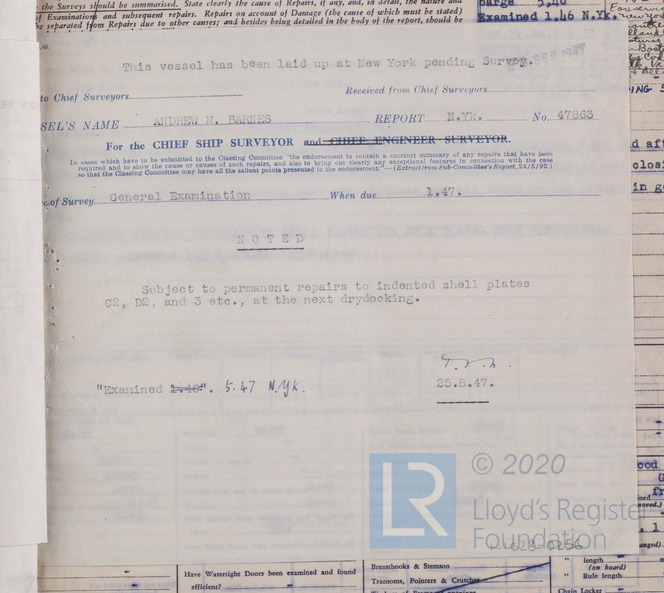 the Surveys should be summarised. State clearly the cause of Repairs, if any, and, in detail, the nature and
of Examinations and subsequent repairs. Repairs on account of Damage (the cause of which must be stated)
be separated from Repairs due to other causes; and besides being detailed in the body of the report, should be
5.46
Examined 1.46 N.Yk.
This vessel has been laid up at New York pending Survey.
SEP 1947
to Chief Surveyors
Received from Chief Surveyors
SEL'S NAME ANDREW M. BARNES REPORT N.Yk. No. 47863
For the CHIEF SHIP SURVEYOR and CHIEF ENGINEER SURVEYOR.
In cases which have to be submitted to the Classing Committee "the endorsement to contain a succinct summary of any repairs that have been
required and to show the cause or causes of such repairs, and also to bring out clearly any exceptional features in connection with the case
so that the Classing Committee may have all the salient points presented in the endorsement."—(Extract from Sub-Committee's Report, 24/5/92.)
e of Survey General Examination When due 1.47.
NOTED
Subject to permanent repairs to indented shell plates
C2, D2, and 3 etc., at the next drydocking.
"Examined 1.46". 5.47 N.Yk.
25.8.47.
LR
© 2020
Lloyd's Register
Foundation
Have Watertight Doors been examined and found
efficient?
Breasthooks & Stemson
Transoms, Pointers & Crutches
" length
(on board)
" Rule length
Chain Locker